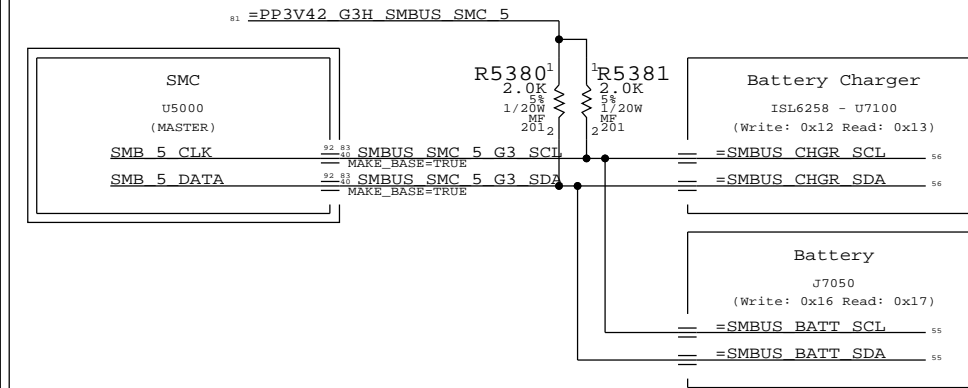 81 =PP3V42_G3H_SMBUS_SMC_5
SMC
U5000
(MASTER)
SMB_5_CLK
SMB_5_DATA
92 83
40
SMBUS_SMC_5_G3_SCL
MAKE_BASE=TRUE
92 83
40
SMBUS_SMC_5_G3_SDA
MAKE_BASE=TRUE
R5380
1
2.0K
5%
1/20W
MF
201
2
1
R5381
2.0K
5%
1/20W
MF
2
201
Battery Charger
ISL6258 - U7100
(Write: 0x12 Read: 0x13)
=SMBUS_CHGR_SCL 56
=SMBUS_CHGR_SDA 56
Battery
J7050
(Write: 0x16 Read: 0x17)
=SMBUS_BATT_SCL 55
=SMBUS_BATT_SDA 55